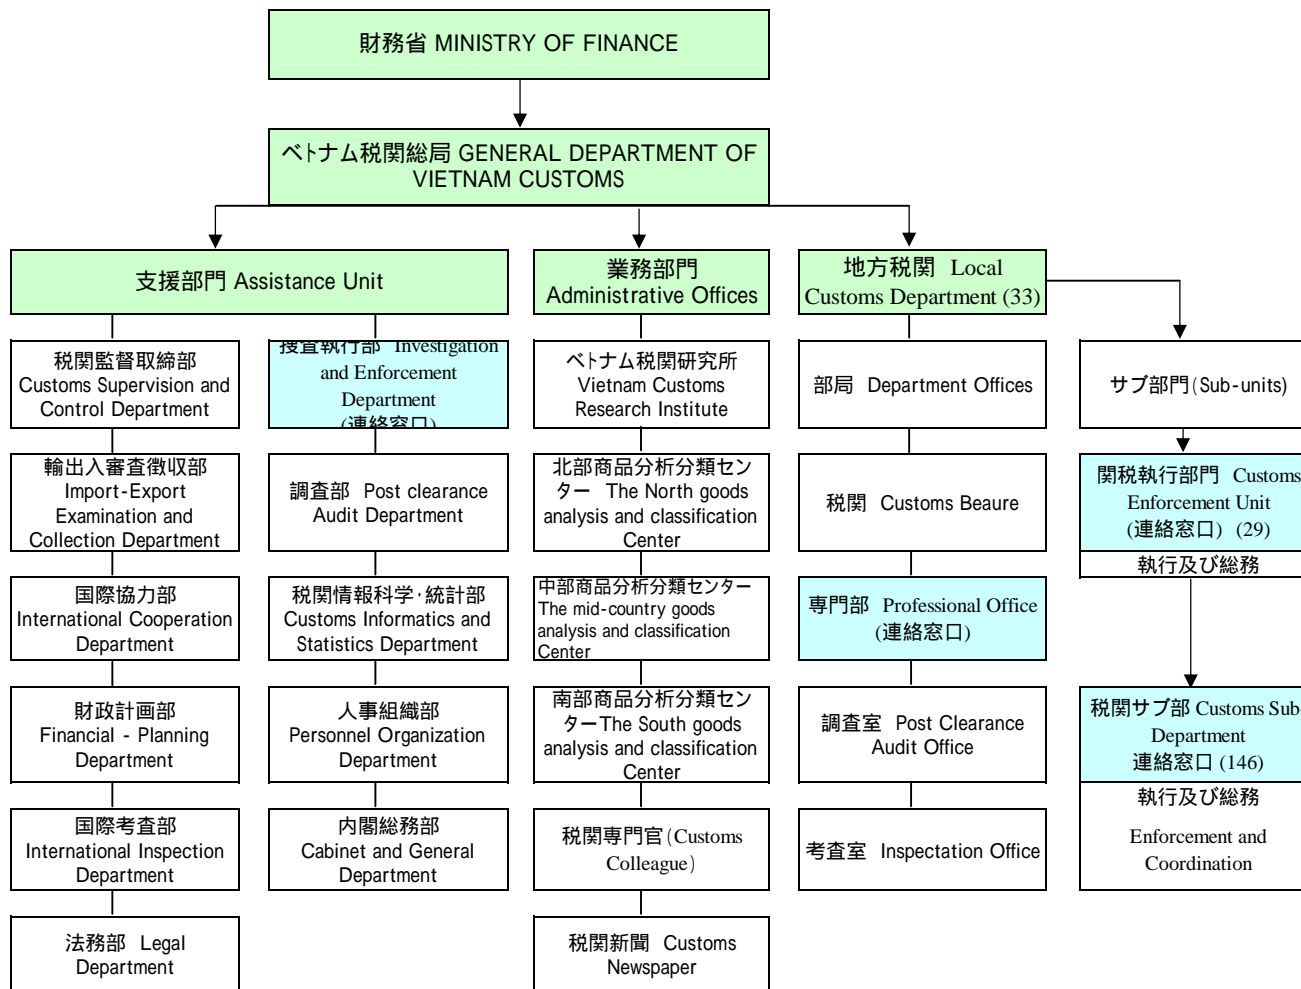 財務省 MINISTRY OF FINANCE
ベトナム税関総局 GENERAL DEPARTMENT OF
VIETNAM CUSTOMS
支援部門 Assistance Unit
業務部門
Administrative Offices
地方税関 Local
Customs Department (33)
税関監督取締部
Customs Supervision and
Control Department
捜査執行部 Investigation
and Enforcement
Department
(連絡窓口)
ベトナム税関研究所
Vietnam Customs
Research Institute
部局 Department Offices
サブ部門(Sub-units)
輸出入審査徴収部
Import-Export
Examination and
Collection Department
調査部 Post clearance
Audit Department
北部商品分析分類セン
ター The North goods
analysis and classification
Center
税関 Customs Beaure
関税執行部門 Customs
Enforcement Unit
(連絡窓口) (29)
執行及び総務
国際協力部
International Cooperation
Department
税関情報科学・統計部
Customs Informatics and
Statistics Department
中部商品分析分類センター
The mid-country goods
analysis and classification
Center
専門部 Professional Office
(連絡窓口)
財政計画部
Financial - Planning
Department
人事組織部
Personnel Organization
Department
南部商品分析分類セン
ターThe South goods
analysis and classification
Center
調査室 Post Clearance
Audit Office
税関サブ部 Customs Sub
Department
連絡窓口 (146)
執行及び総務
Enforcement and
Coordination
国際考査部
International Inspection
Department
内閣総務部
Cabinet and General
Department
税関専門官(Customs
Colleague)
考査室 Inspectation Office
法務部 Legal
Department
税関新聞 Customs
Newspaper